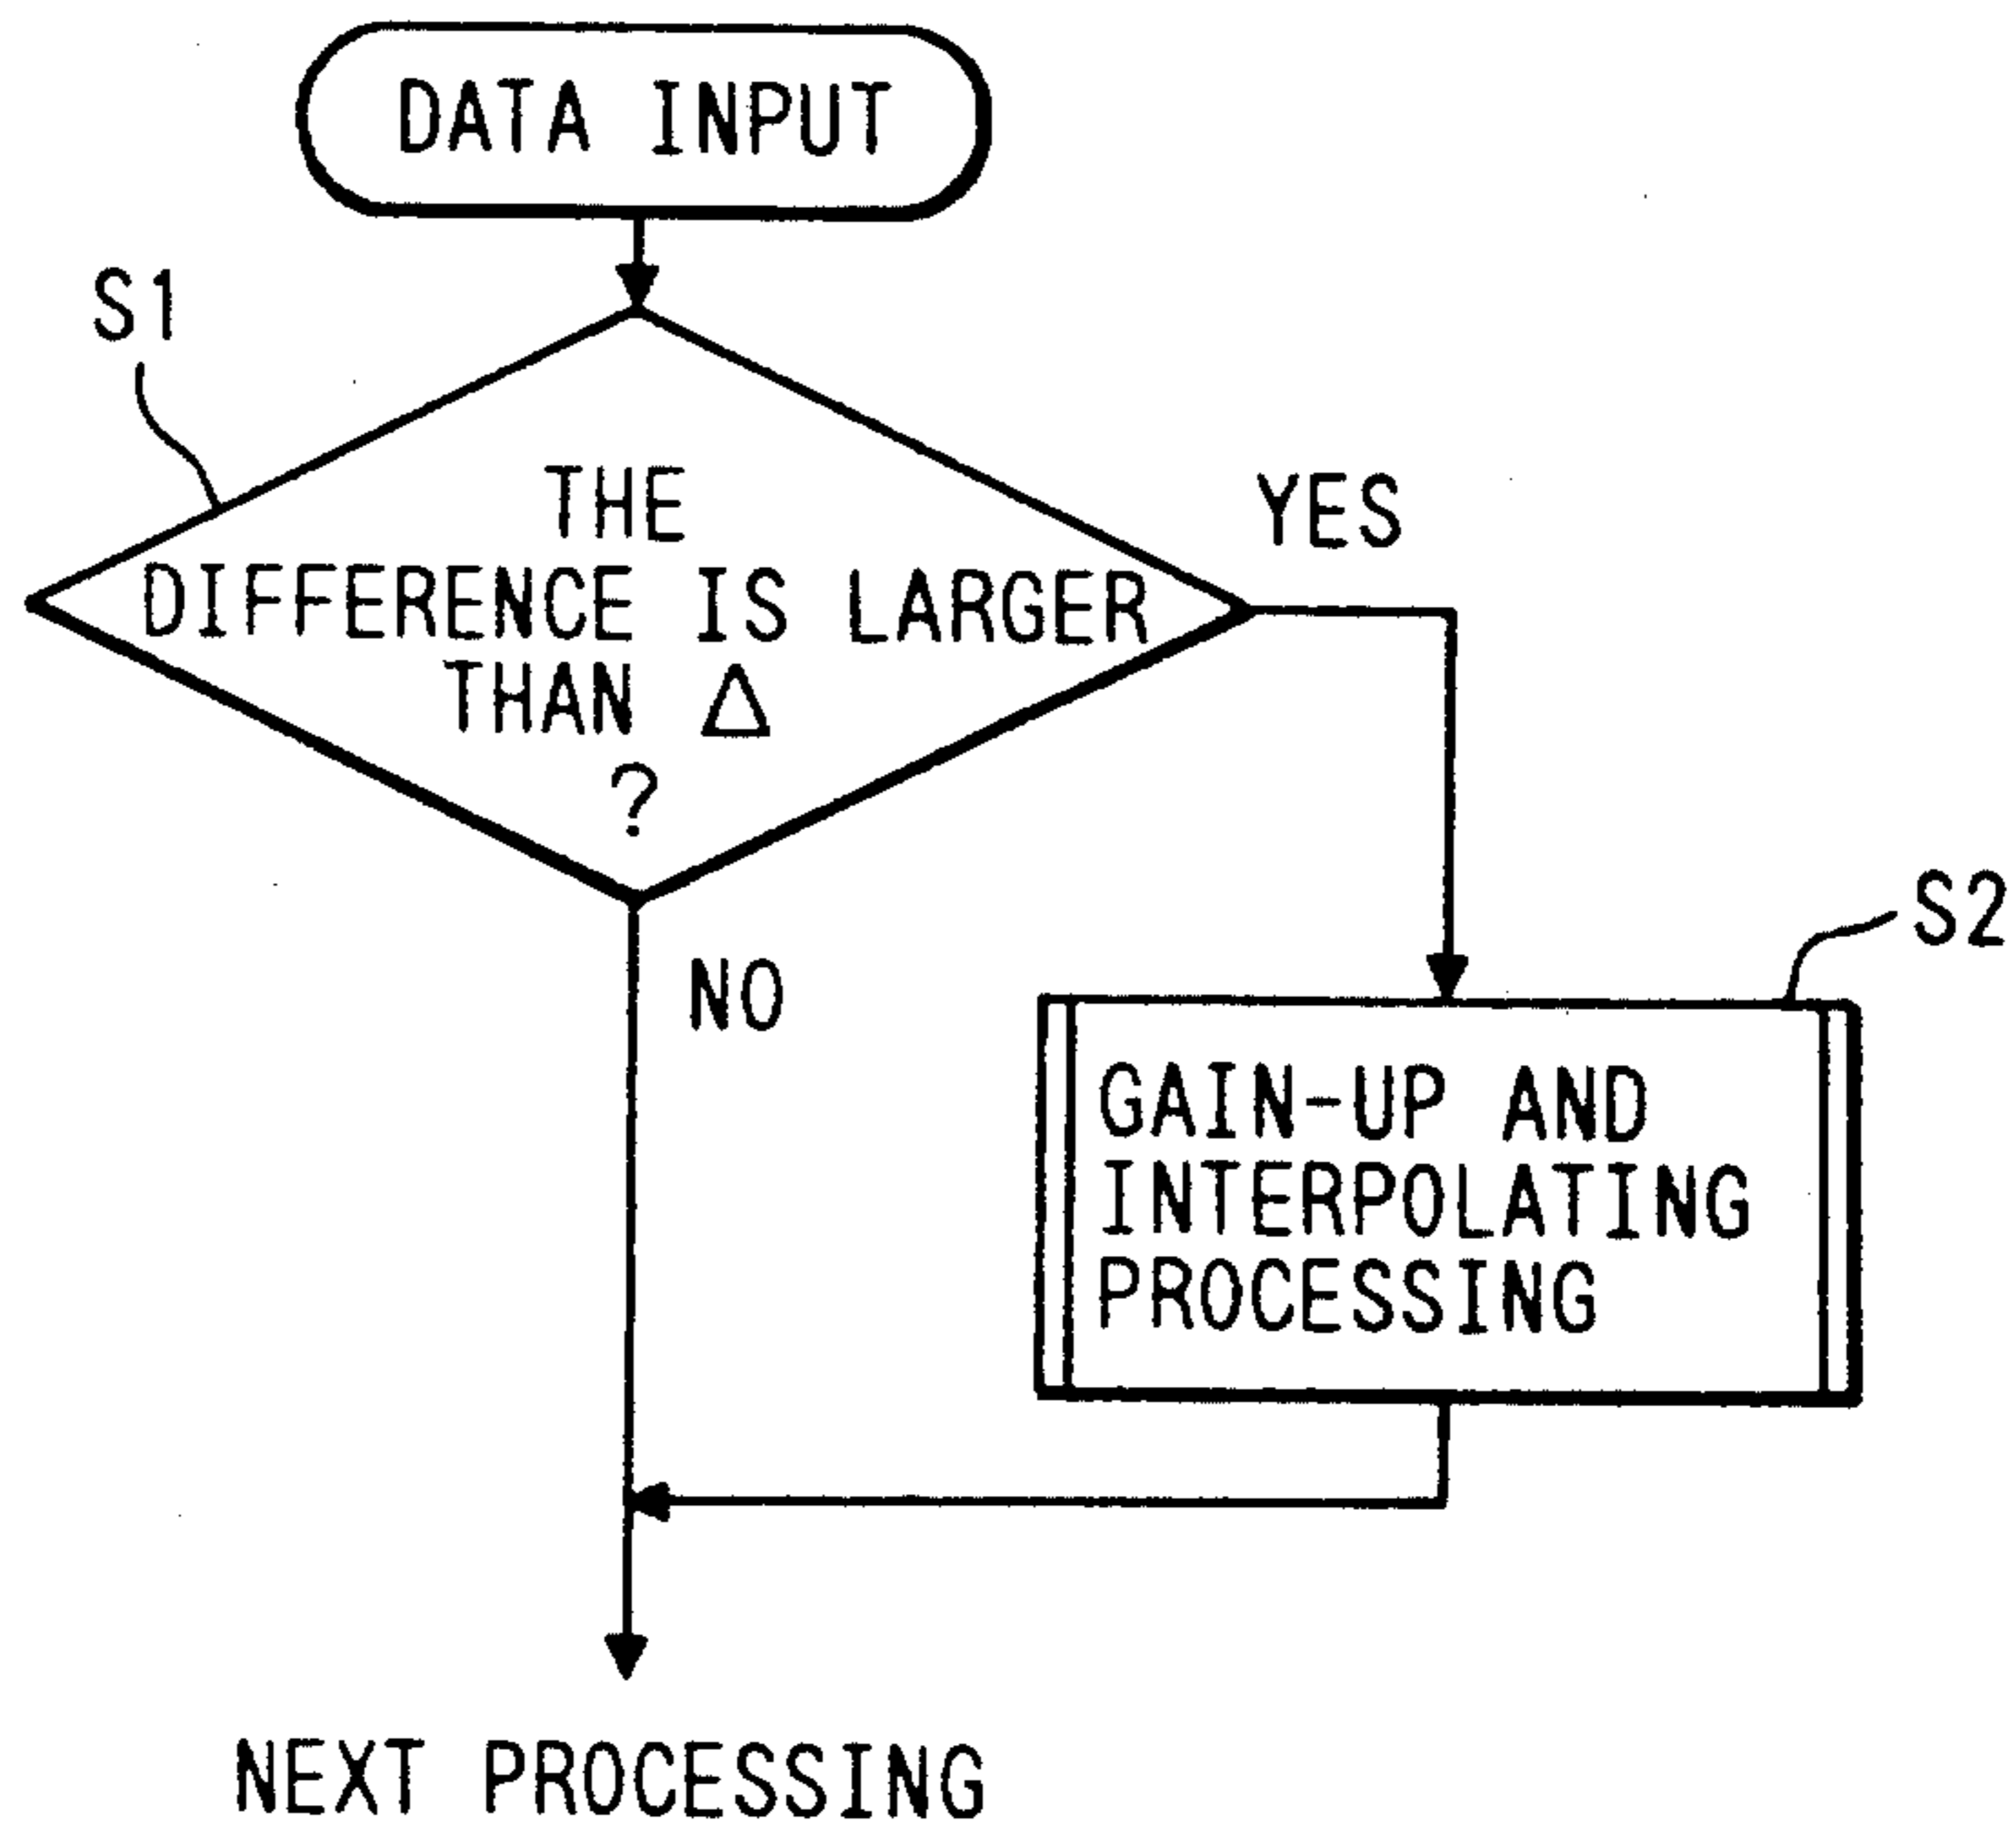 DATA INPUT
S1
THE
DIFFERENCE IS LARGER
THAN △
?
YES
NO
S2
GAIN-UP AND
INTERPOLATING
PROCESSING
NEXT PROCESSING